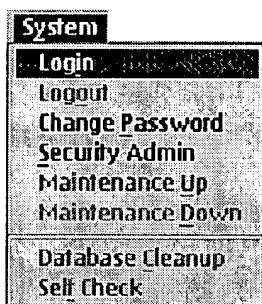 System
Login
Logout
Change Password
Security Admin
Maintenance Up
Maintenance Down
Database Cleanup
Self Check